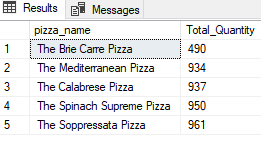 Results Messages
pizza_name Total_Quantity
1 The Brie Carre Pizza 490
2 The Mediterranean Pizza 934
3 The Calabrese Pizza 937
4 The Spinach Supreme Pizza 950
5 The Soppressata Pizza 961